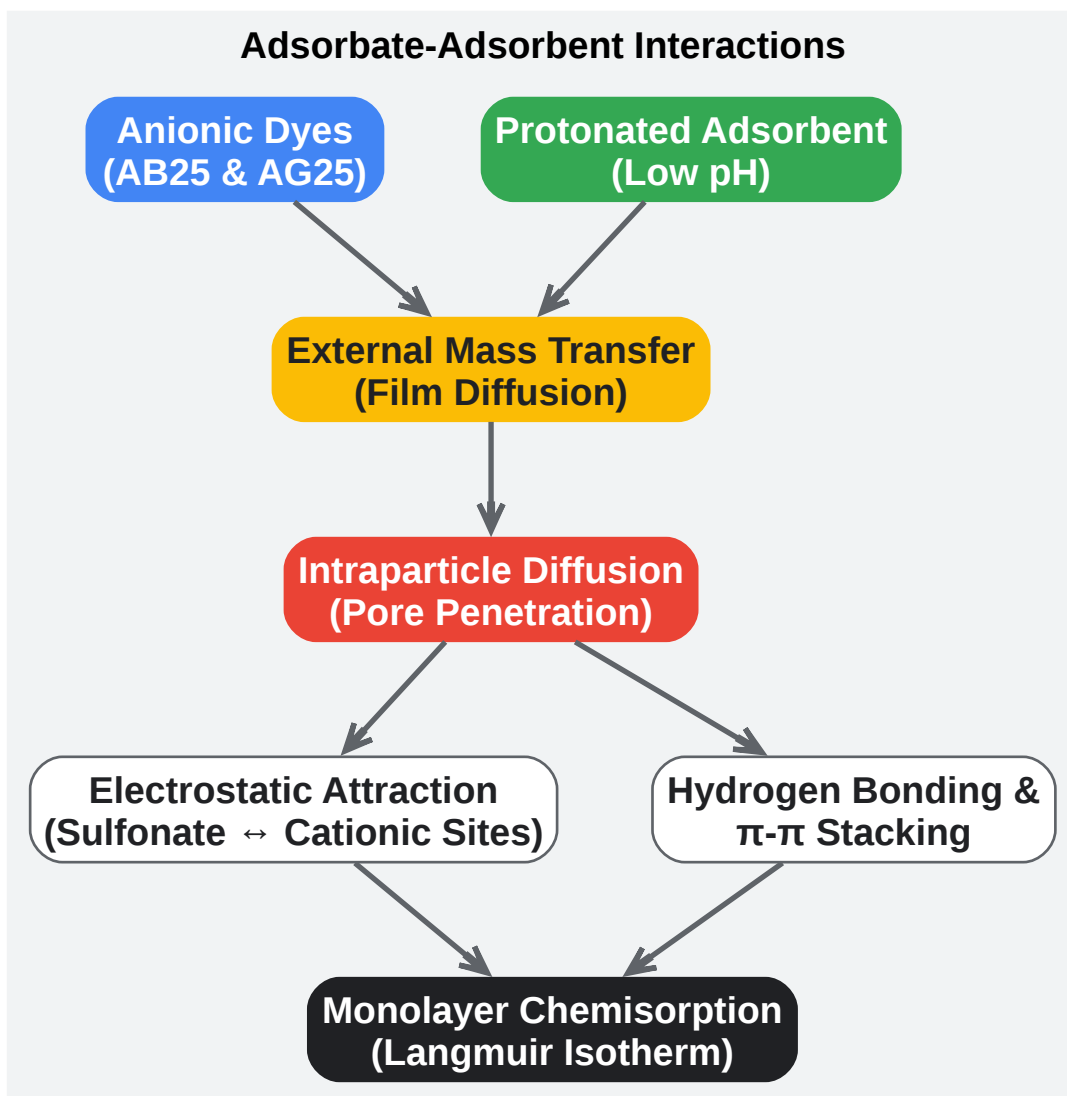 Adsorbate-Adsorbent Interactions
Anionic Dyes
(AB25 & AG25)
Protonated Adsorbent
(Low pH)
External Mass Transfer
(Film Diffusion)
Intraparticle Diffusion
(Pore Penetration)
Electrostatic Attraction
(Sulfonate ↔ Cationic Sites)
Hydrogen Bonding &
π-π Stacking
Monolayer Chemisorption
(Langmuir Isotherm)